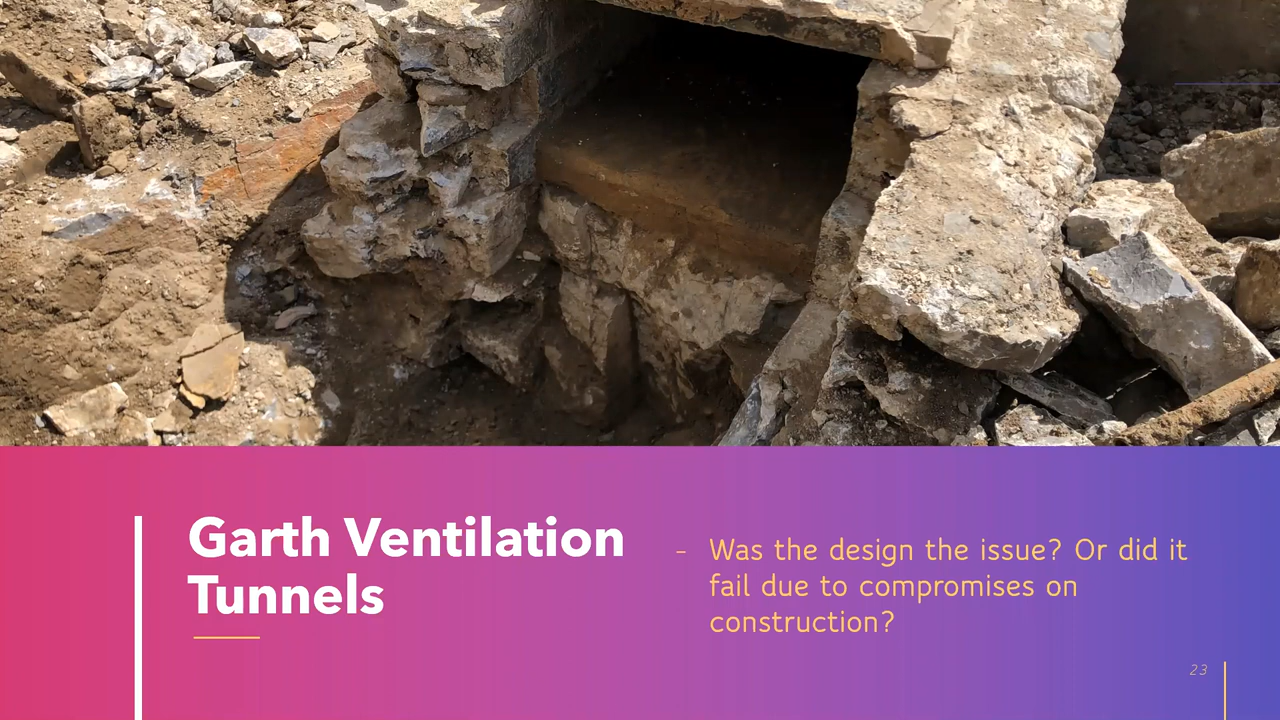 Garth Ventilation
Tunnels
- Was the design the issue? Or did it
fail due to compromises on
construction?
23